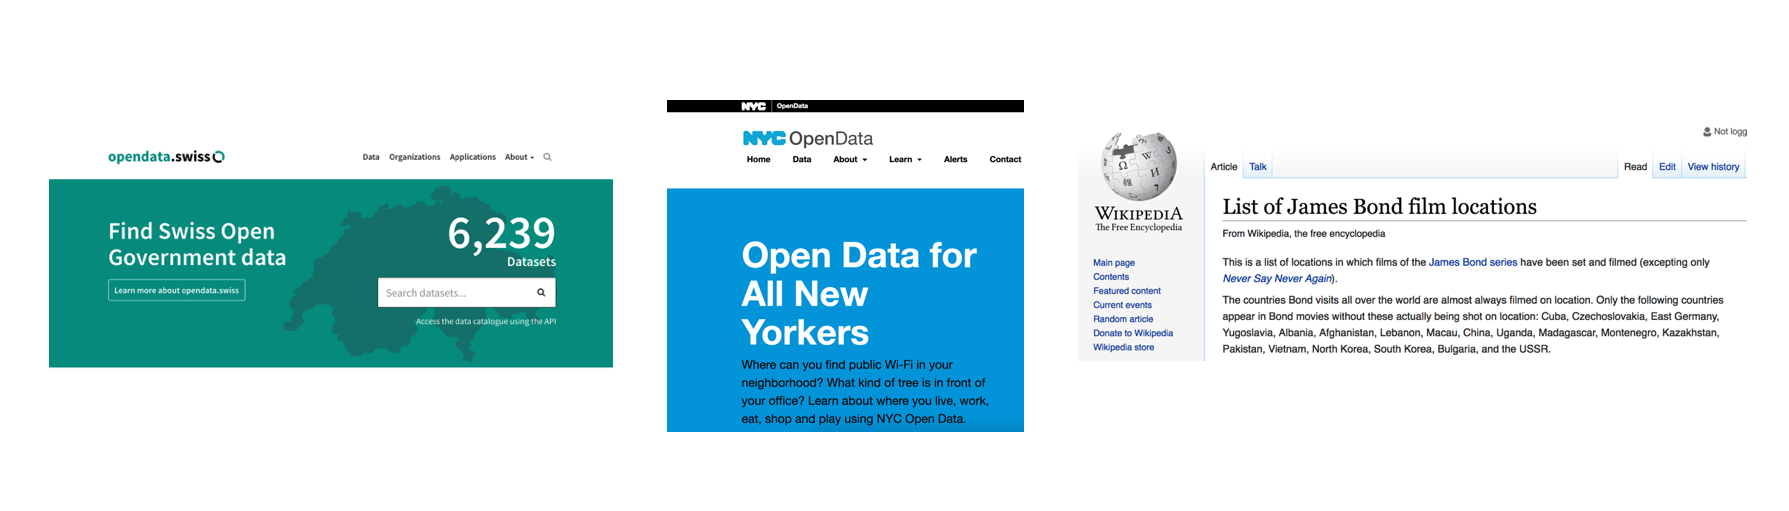 opendata.swiss
Data Organizations Applications About
Find Swiss Open
Government data
Learn more about opendata.swiss
6,239
Datasets
Search datasets...
Access the data catalogue using the API
NYC OpenData
NYC OpenData
Home Data About Learn Alerts Contact
Open Data for
All New
Yorkers
Where can you find public Wi-Fi in your
neighborhood? What kind of tree is in front of
your office? Learn about where you live, work,
eat, shop and play using NYC Open Data.
WIKIPEDIA
The Free Encyclopedia
Main page
Contents
Featured content
Current events
Random article
Donate to Wikipedia
Wikipedia store
Not logg
Article Talk Read Edit View history
List of James Bond film locations
From Wikipedia, the free encyclopedia
This is a list of locations in which films of the James Bond series have been set and filmed (excepting only
Never Say Never Again).
The countries Bond visits all over the world are almost always filmed on location. Only the following countries
appear in Bond movies without these actually being shot on location: Cuba, Czechoslovakia, East Germany,
Yugoslavia, Albania, Afghanistan, Lebanon, Macau, China, Uganda, Madagascar, Montenegro, Kazakhstan,
Pakistan, Vietnam, North Korea, South Korea, Bulgaria, and the USSR.